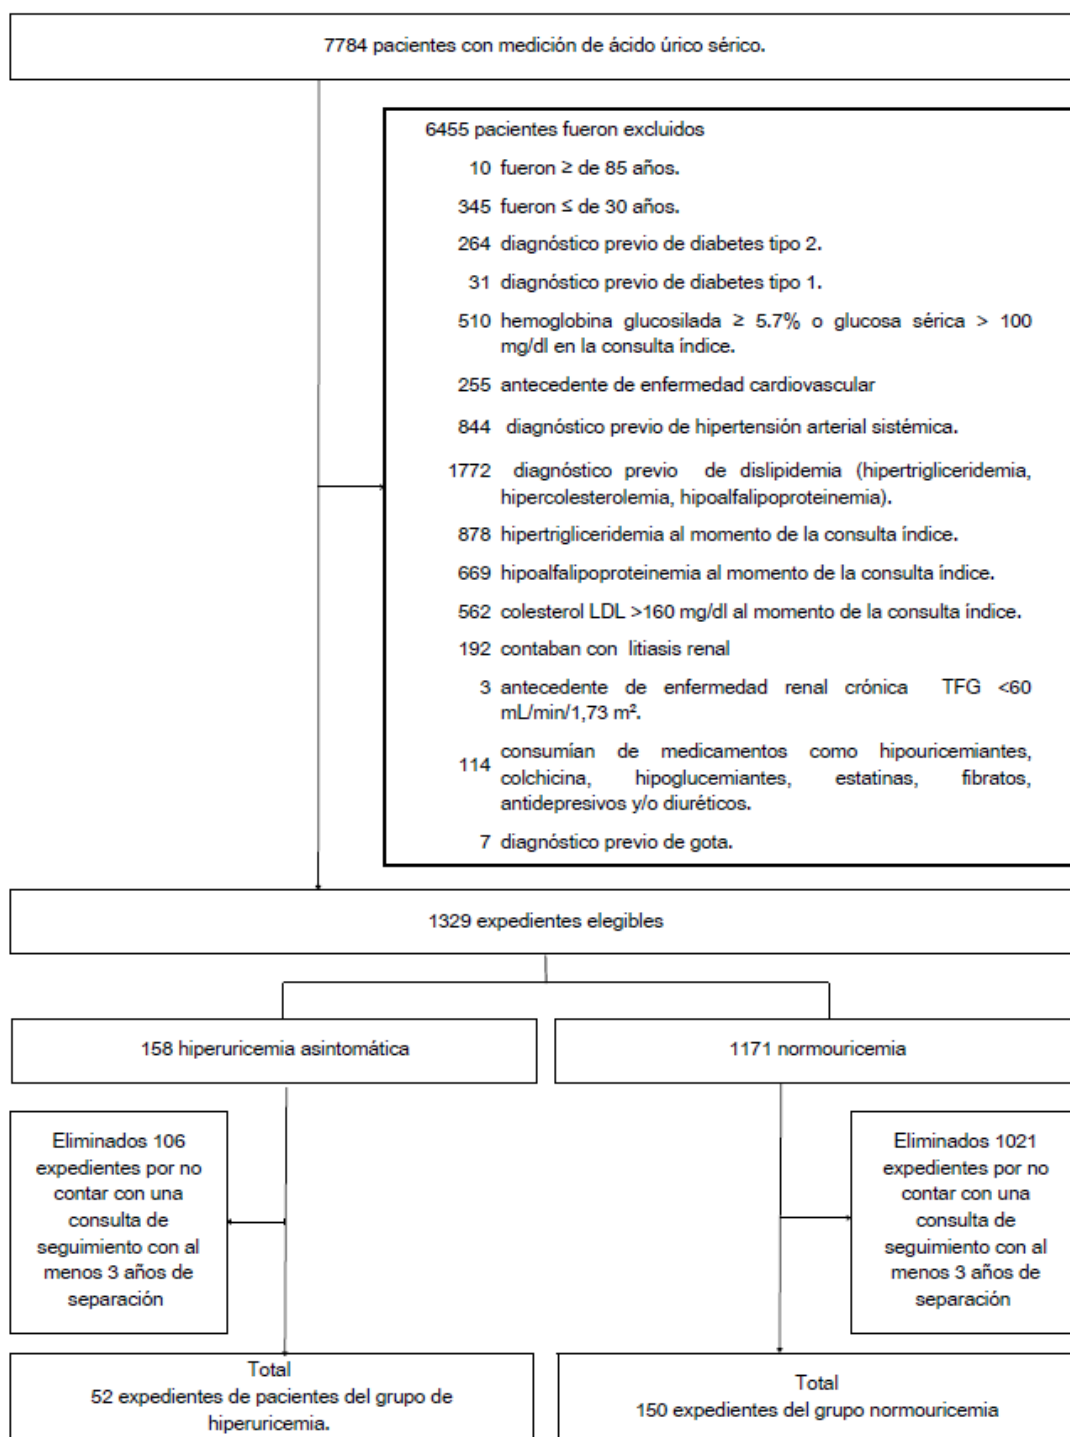 7784 pacientes con medición de ácido úrico sérico.
6455 pacientes fueron excluidos
10 fueron ≥ de 85 años.
345 fueron ≤ de 30 años.
264 diagnóstico previo de diabetes tipo 2.
31 diagnóstico previo de diabetes tipo 1.
510 hemoglobina glucosilada ≥ 5.7% o glucosa sérica > 100
mg/dl en la consulta índice.
255 antecedente de enfermedad cardiovascular
844 diagnóstico previo de hipertensión arterial sistémica.
1772 diagnóstico previo de dislipidemia (hipertrigliceridemia,
hipercolesterolemia, hipoalfalipoproteinemia).
878 hipertrigliceridemia al momento de la consulta índice.
669 hipoalfalipoproteinemia al momento de la consulta índice.
562 colesterol LDL >160 mg/dl al momento de la consulta índice.
192 contaban con litiasis renal
3 antecedente de enfermedad renal crónica TFG <60
mL/min/1,73 m².
114 consumían de medicamentos como hipouricemiantes,
colchicina, hipoglucemiantes, estatinas, fibratos,
antidepresivos y/o diuréticos.
7 diagnóstico previo de gota.
1329 expedientes elegibles
158 hiperuricemia asintomática
1171 normouricemia
Eliminados 106
expedientes por no
contar con una
consulta de
seguimiento con al
menos 3 años de
separación
Eliminados 1021
expedientes por no
contar con una
consulta de
seguimiento con al
menos 3 años de
separación
Total
52 expedientes de pacientes del grupo de
hiperuricemia.
Total
150 expedientes del grupo normouricemia